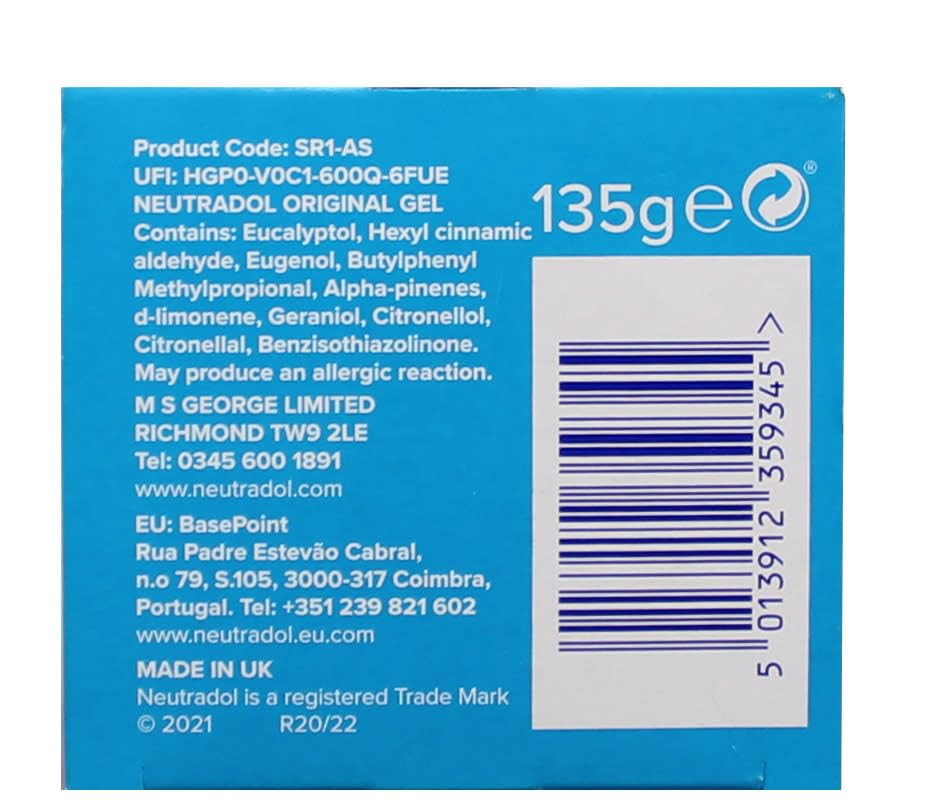 Product Code: SR1-AS
UFI: HGP0-V0C1-600Q-6FUE
NEUTRADOL ORIGINAL GEL
Contains: Eucalyptol, Hexyl cinnamic
aldehyde, Eugenol, Butylphenyl
Methylpropional, Alpha-pinenes,
d-limonene, Geraniol, Citronellol,
Citronellal, Benzisothiazolinone.
May produce an allergic reaction.
M S GEORGE LIMITED
RICHMOND TW9 2LE
Tel: 0345 600 1891
www.neutradol.com
EU: BasePoint
Rua Padre Estevão Cabral,
n.o 79, S.105, 3000-317 Coimbra,
Portugal. Tel: +351 239 821 602
www.neutradol.eu.com
MADE IN UK
Neutradol is a registered Trade Mark
© 2021 R20/22
135g e ®
5 013912 359345 >